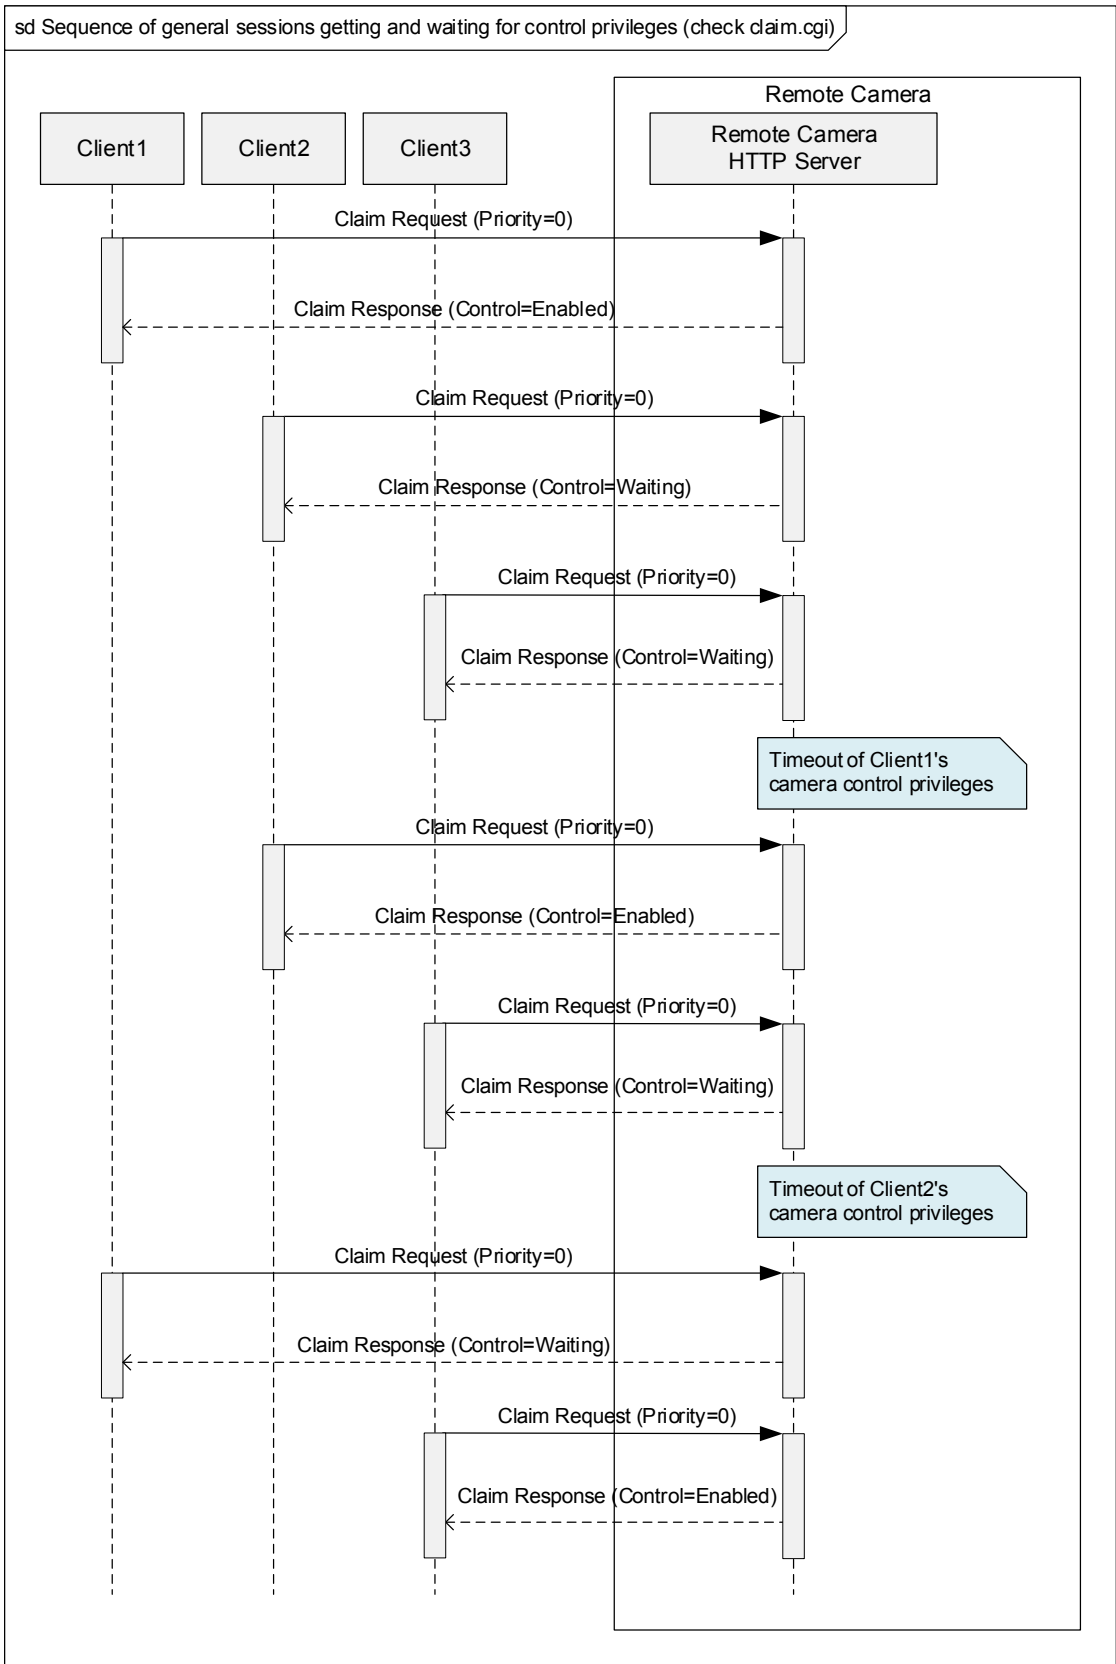 sd Sequence of general sessions getting and waiting for control privileges (check claim.cgi)
Remote Camera
Client1
Client2
Client3
Remote Camera
HTTP Server
Claim Request (Priority=0)
Claim Response (Control=Enabled)
Claim Request (Priority=0)
Claim Response (Control=Waiting)
Claim Request (Priority=0)
Claim Response (Control=Waiting)
Timeout of Client1's
camera control privileges
Claim Request (Priority=0)
Claim Response (Control=Enabled)
Claim Request (Priority=0)
Claim Response (Control=Waiting)
Timeout of Client2's
camera control privileges
Claim Request (Priority=0)
Claim Response (Control=Waiting)
Claim Request (Priority=0)
Claim Response (Control=Enabled)